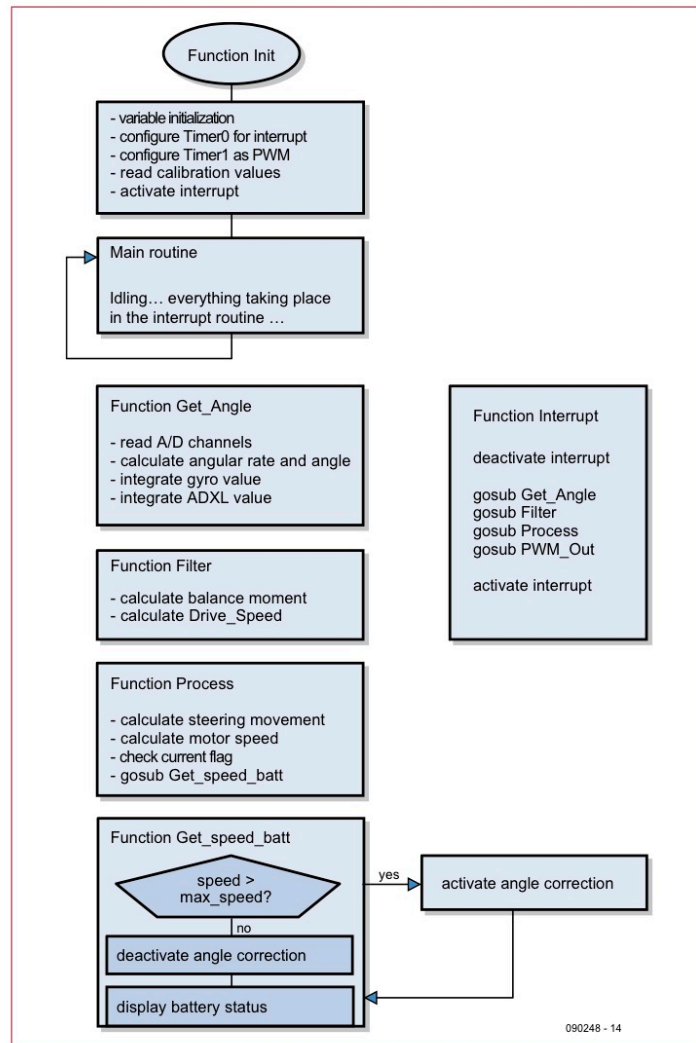 Function Init
- variable initialization
- configure Timer0 for interrupt
- configure Timer1 as PWM
- read calibration values
- activate interrupt
Main routine
Idling… everything taking place
in the interrupt routine …
Function Get_Angle
- read A/D channels
- calculate angular rate and angle
- integrate gyro value
- integrate ADXL value
Function Interrupt
deactivate interrupt
gosub Get_Angle
gosub Filter
gosub Process
gosub PWM_Out
activate interrupt
Function Filter
- calculate balance moment
- calculate Drive_Speed
Function Process
- calculate steering movement
- calculate motor speed
- check current flag
- gosub Get_speed_batt
Function Get_speed_batt
speed >
max_speed?
yes
activate angle correction
no
deactivate angle correction
display battery status
090248 - 14